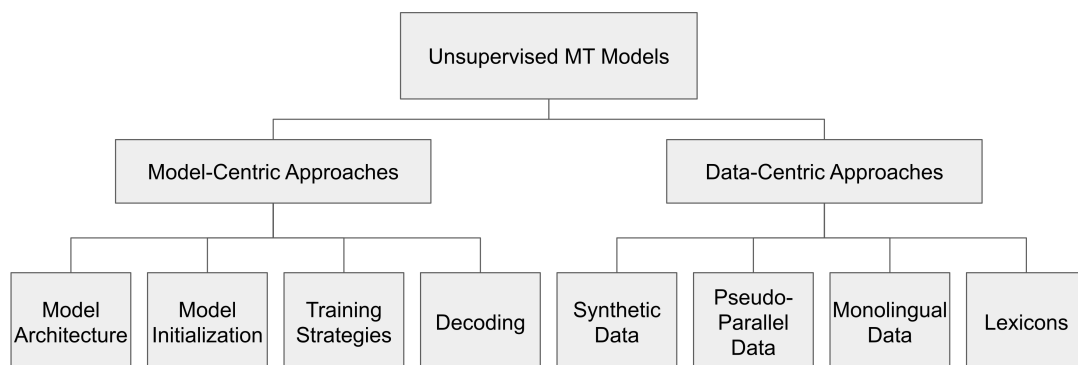 Unsupervised MT Models
Model-Centric Approaches
Data-Centric Approaches
Model
Architecture
Model
Initialization
Training
Strategies
Decoding
Synthetic
Data
Pseudo-
Parallel
Data
Monolingual
Data
Lexicons